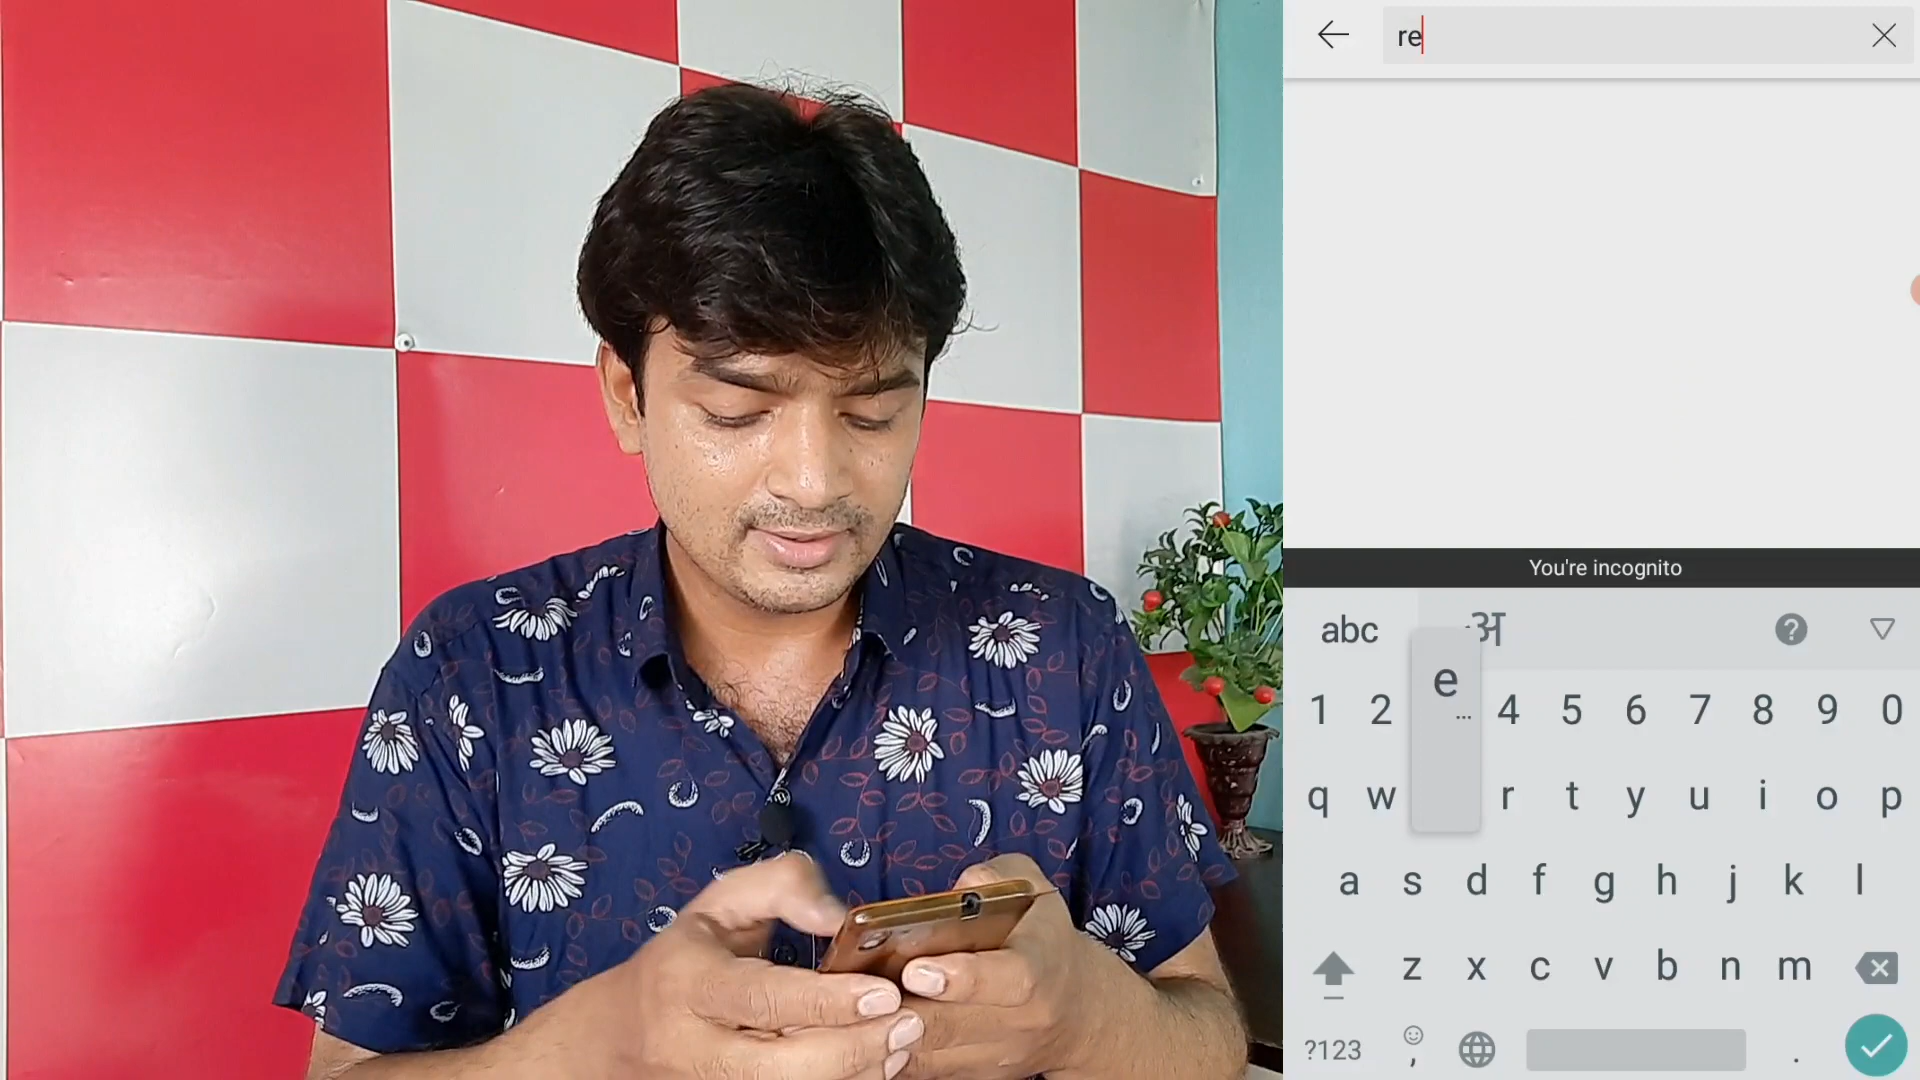 re
You're incognito
abc अ
e
...
1 2 4 5 6 7 8 9 0
q w r t y u i o p
a s d f g h j k l
z x c v b n m
?123 , .